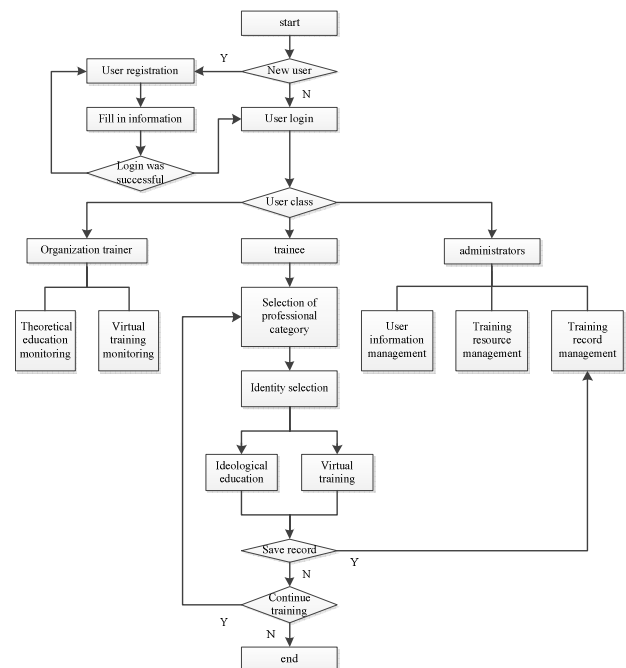 start
Y
New user
User registration
N
Fill in information
User login
Login was
successful
User class
Organization trainer
trainee
administrators
Theoretical
education
monitoring
Virtual
training
monitoring
Selection of
professional
category
User
information
management
Training
resource
management
Training
record
management
Identity selection
Ideological
education
Virtual
training
Save record
Y
N
Continue
training
Y
N
end